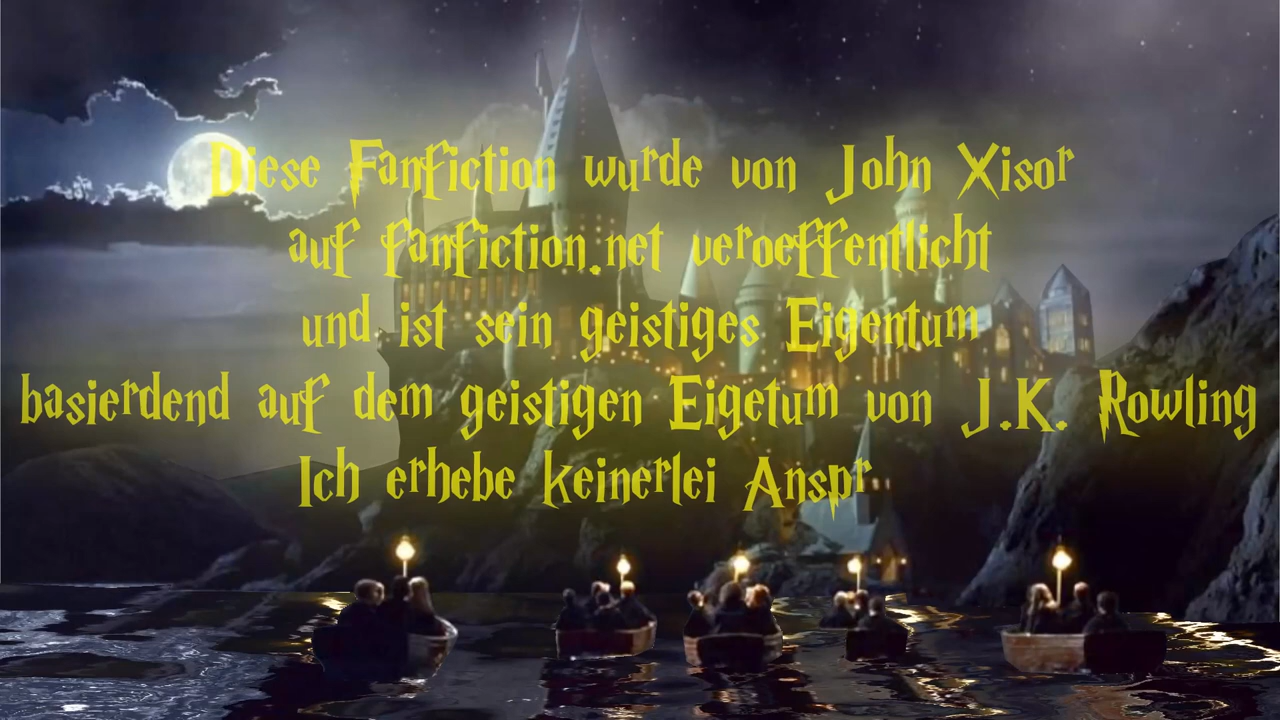 Diese Fanfiction wurde von John Xisor
auf fanfiction.net veroeffentlicht
und ist sein geistiges Eigentum
basierdend auf dem geistigen Eigetum von J.K. Rowling
Ich erhebe keinerlei Anspr